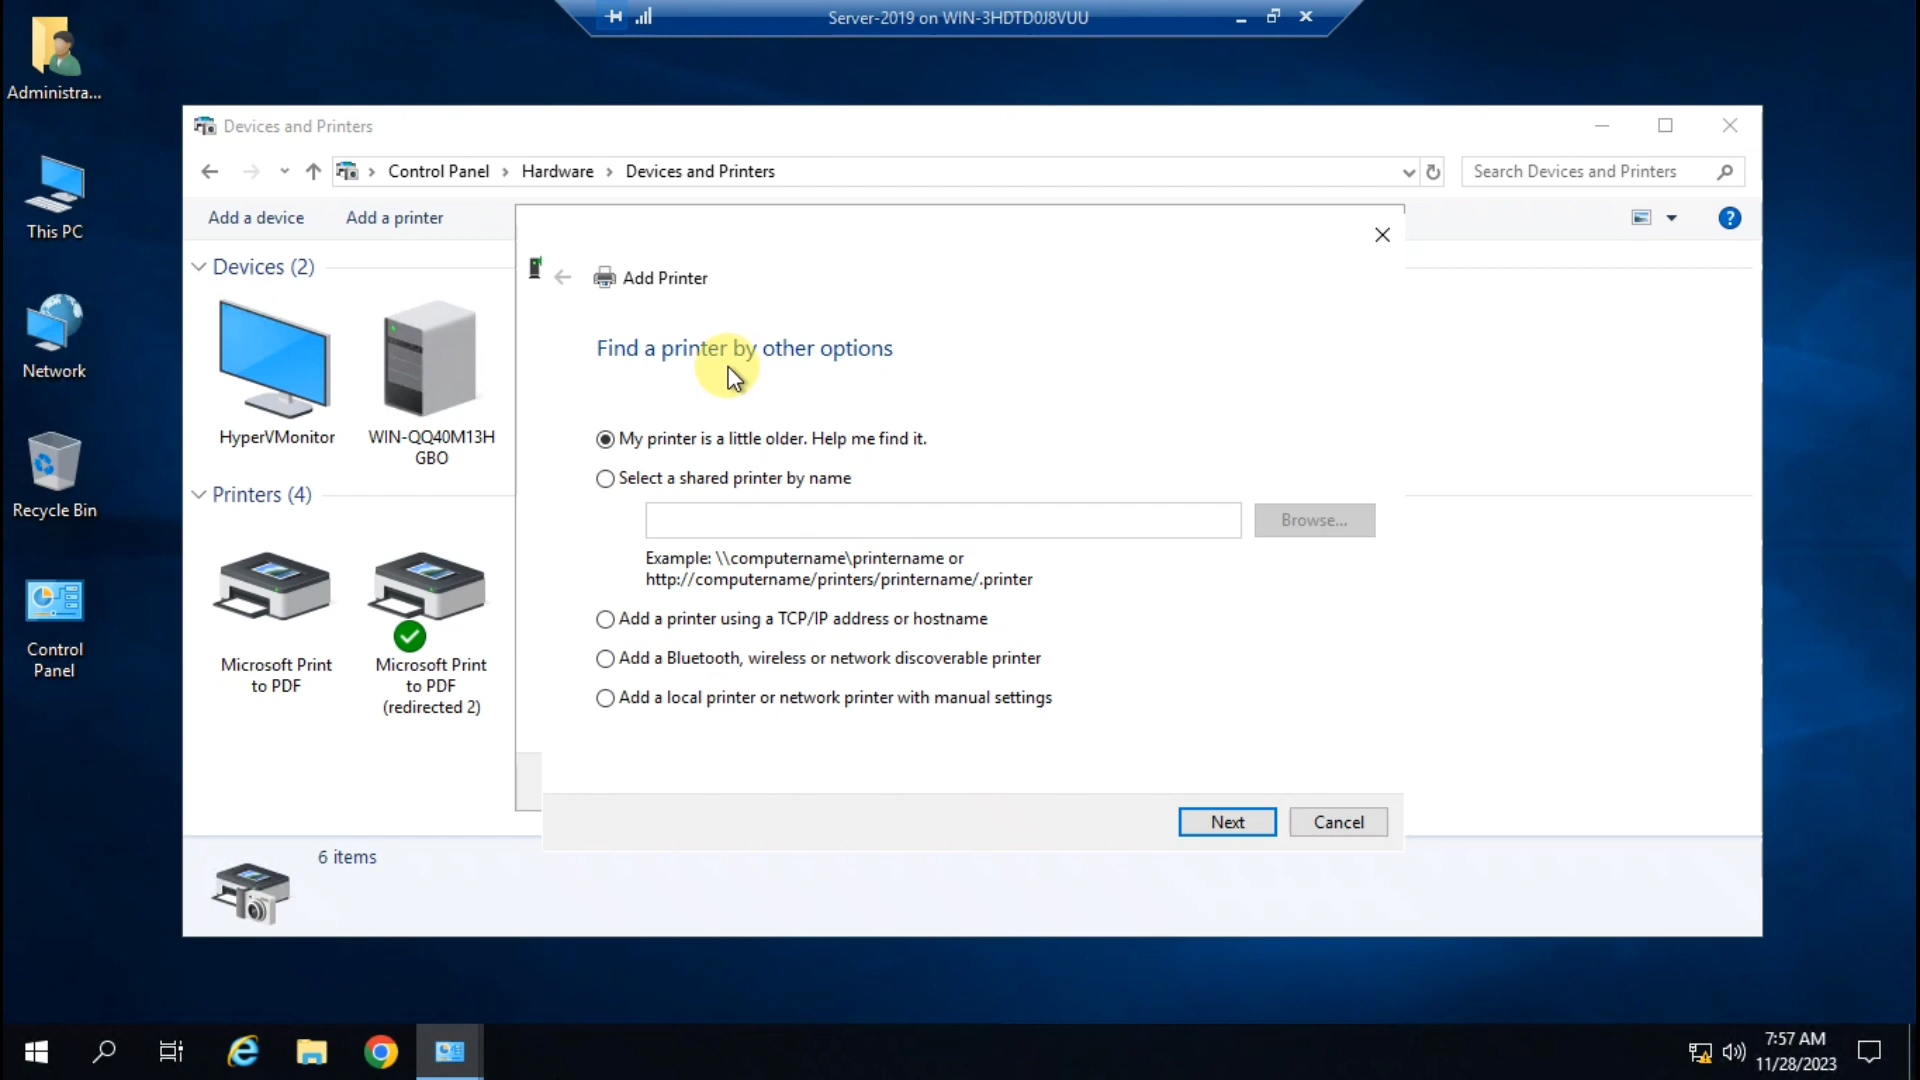 Server-2019 on WIN-3HDTD0J8VUU
Administra...
This PC
Network
Recycle Bin
Control
Panel
Devices and Printers
Control Panel
Hardware
Devices and Printers
Search Devices and Printers
Add a device
Add a printer
Devices (2)
HyperVMonitor
WIN-QQ40M13H
GBO
Printers (4)
Microsoft Print
to PDF
Microsoft Print
to PDF
(redirected 2)
6 items
Add Printer
Find a printer by other options
My printer is a little older. Help me find it.
Select a shared printer by name
Browse...
Example: \\computername\printername or
http://computername/printers/printername/.printer
Add a printer using a TCP/IP address or hostname
Add a Bluetooth, wireless or network discoverable printer
Add a local printer or network printer with manual settings
Next
Cancel
7:57 AM
11/28/2023